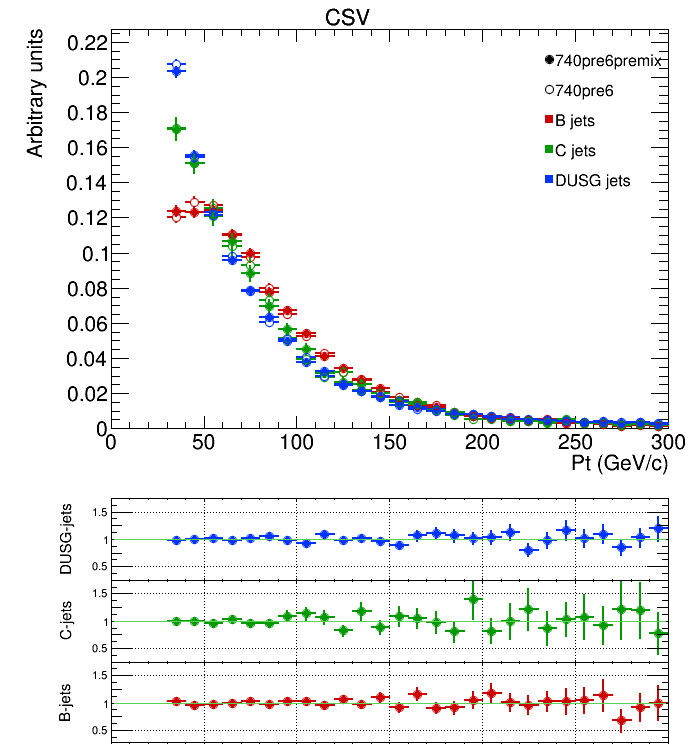 CSV
Arbitrary units
0.22
0.2
0.18
0.16
0.14
0.12
0.1
0.08
0.06
0.04
0.02
0
740pre6premix
740pre6
B jets
C jets
DUSG jets
0 50 100 150 200 250 300
Pt (GeV/c)
DUSG-jets
1.5
1
0.5
C-jets
1.5
1
0.5
B-jets
1.5
1
0.5